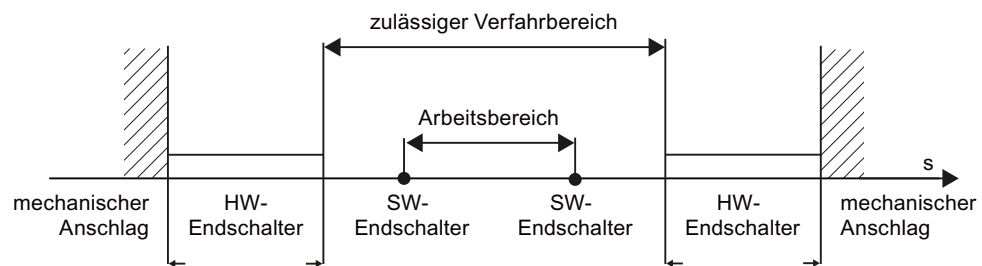 zulässiger Verfahrbereich
Arbeitsbereich
s
mechanischer
Anschlag
HW-
Endschalter
SW-
Endschalter
SW-
Endschalter
HW-
Endschalter
mechanischer
Anschlag